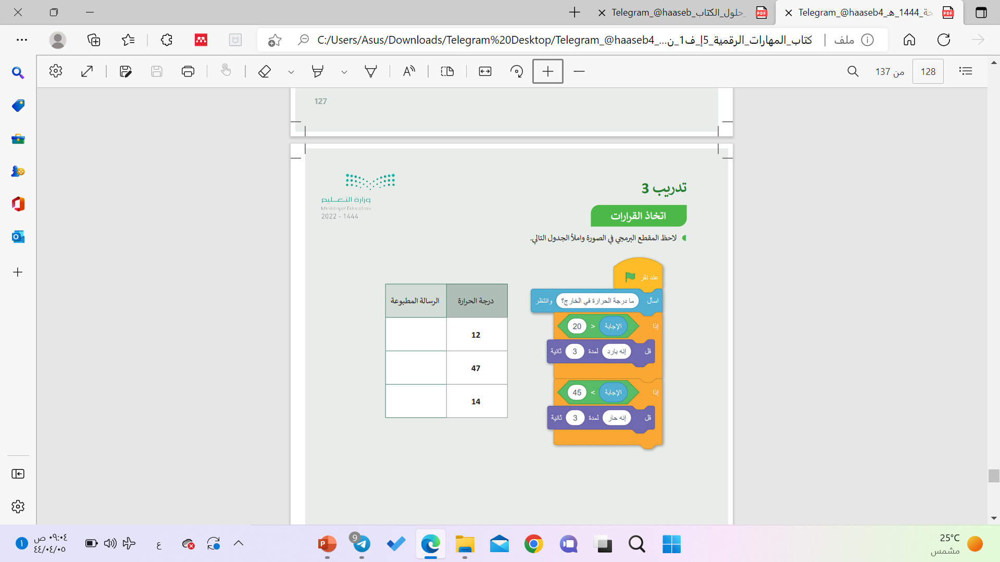 Telegram_@haaseb4_خة_1444_هـ
Telegram_@haaseb_حلول_الكتاب_
ملف
C:/Users/Asus/Downloads/Telegram%20Desktop/Telegram_@haaseb4_...كتاب_المهارات_الرقمية_5إ_ف1_ن
128
من 137
127
وزارة التعليم
Ministry of Education
2022 - 1444
تدريب 3
اتخاذ القرارات
لاحظ المقطع البرمجي في الصورة واملأ الجدول التالي.
عند نقر
اسأل ما درجة الحرارة في الخارج؟ وانتظر
إذا الإجابة < 20
قل إنه بارد لمدة 3 ثانية
إذا الإجابة > 45
قل إنه حار لمدة 3 ثانية
درجة الحرارة الرسالة المطبوعة
12
47
14
25°C
مشمس
9
ع
٠٩:٠٤ ص
٤٤/٠٤/٠٥
١